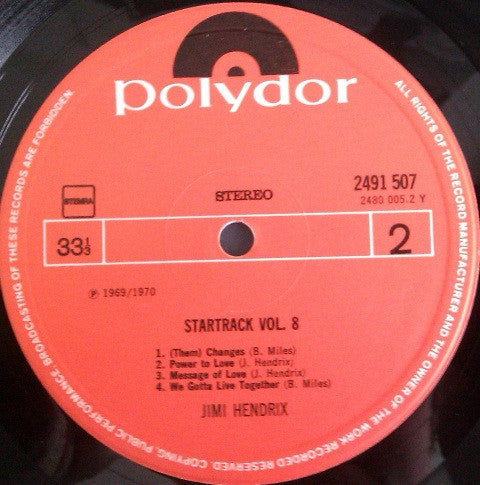 polydor
STEREO
2491 507
2480 005.2 Y
STEMRA
33⅓
2
℗ 1969/1970
STARTRACK VOL. 8
1. (Them) Changes (B. Miles)
2. Power to Love (J. Hendrix)
3. Message of Love (J. Hendrix)
4. We Gotta Live Together (B. Miles)
JIMI HENDRIX
ALL RIGHTS OF THE RECORD MANUFACTURER AND THE OWNER OF THE WORK RECORDED RESERVED. COPYING, PUBLIC PERFORMANCE, BROADCASTING OF THESE RECORDS ARE FORBIDDEN.